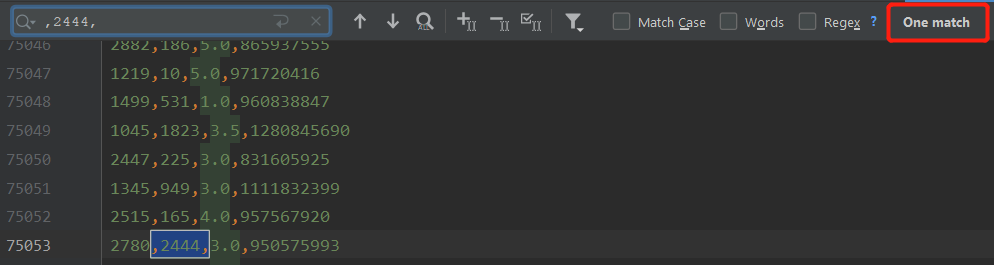 ,2444,
Match Case
Words
Regex ?
One match
75046 2882,186,5.0,865937555
75047 1219,10,5.0,971720416
75048 1499,531,1.0,960838847
75049 1045,1823,3.5,1280845690
75050 2447,225,3.0,831605925
75051 1345,949,3.0,1111832399
75052 2515,165,4.0,957567920
75053 2780,2444,3.0,950575993